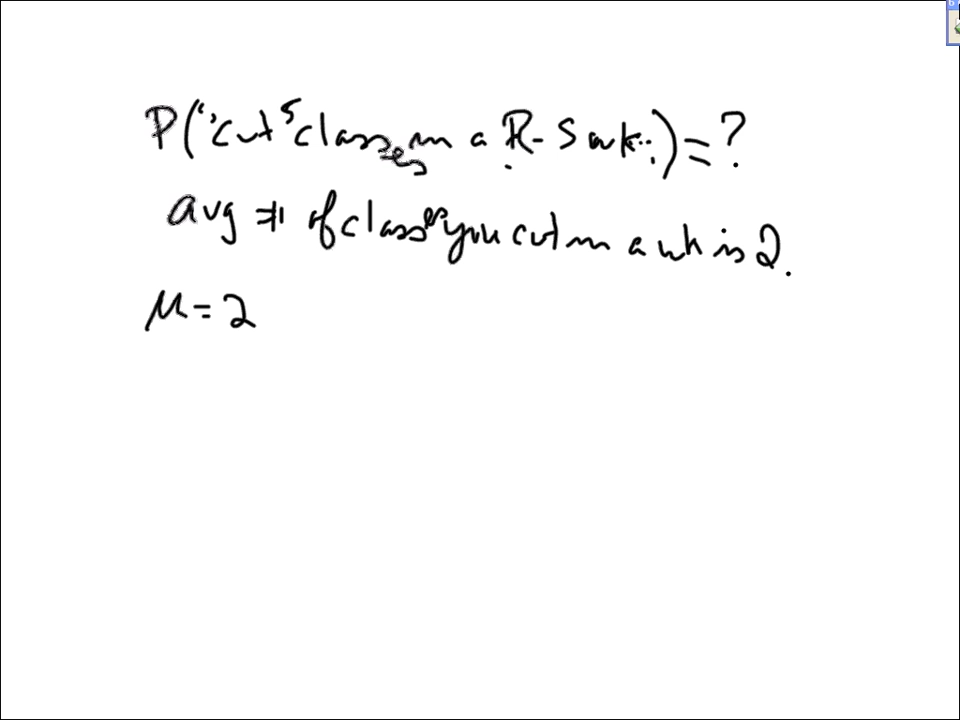 P("cut 5 classes in a R-S wk.") = ?
avg # of classes you cut in a wk is 2.
μ = 2